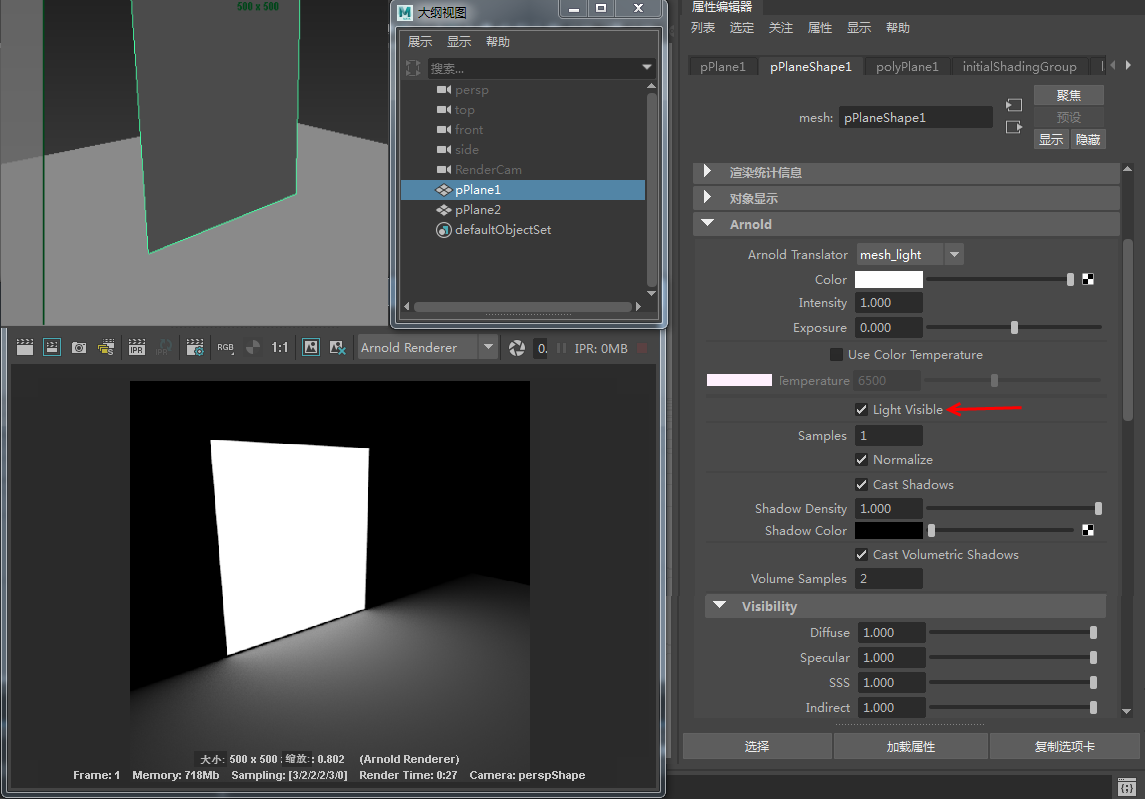 500 x 500
大纲视图
展示 显示 帮助
搜索...
persp
top
front
side
RenderCam
pPlane1
pPlane2
defaultObjectSet
属性编辑器
列表 选定 关注 属性 显示 帮助
pPlane1 pPlaneShape1 polyPlane1 initialShadingGroup
mesh: pPlaneShape1
聚焦
预设
显示 隐藏
渲染统计信息
对象显示
Arnold
Arnold Translator mesh_light
Color
Intensity 1.000
Exposure 0.000
Use Color Temperature
Temperature 6500
Light Visible
Samples 1
Normalize
Cast Shadows
Shadow Density 1.000
Shadow Color
Cast Volumetric Shadows
Volume Samples 2
Visibility
Diffuse 1.000
Specular 1.000
SSS 1.000
Indirect 1.000
选择 加载属性 复制选项卡
IPR IPR RGB 1:1 Arnold Renderer 0. IPR: 0MB
大小: 500 x 500 ; 缩放: : 0.802 (Arnold Renderer)
Frame: 1 Memory: 718Mb Sampling: [3/2/2/2/3/0] Render Time: 0:27 Camera: perspShape